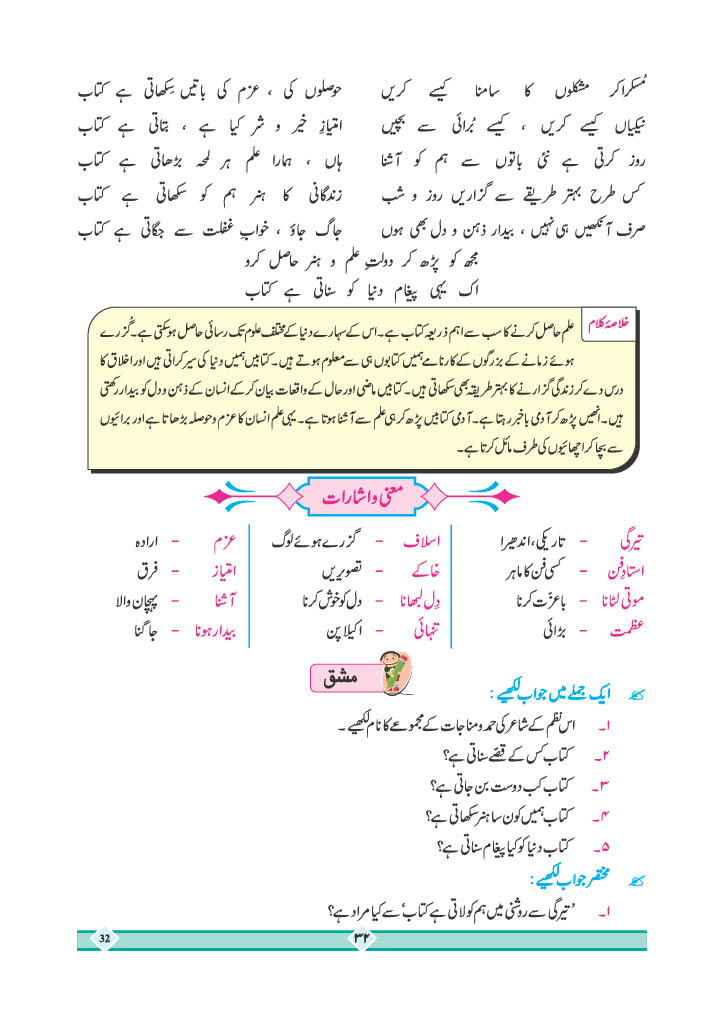 مُسکراکر مشکلوں کا سامنا کیسے کریں حوصلوں کی ، عزم کی باتیں سِکھاتی ہے کتاب
نیکیاں کیسے کریں ، کیسے بُرائی سے بچیں امتیازِ خیر و شر کیا ہے ، بتاتی ہے کتاب
روز کرتی ہے نئی باتوں سے ہم کو آشنا ہاں ، ہمارا علم ہر لمحہ بڑھاتی ہے کتاب
کس طرح بہتر طریقے سے گزاریں روز و شب زندگانی کا ہنر ہم کو سکھاتی ہے کتاب
صرف آنکھیں ہی نہیں ، بیدار ذہن و دل بھی ہوں جاگ جاؤ ، خوابِ غفلت سے جگاتی ہے کتاب
مجھ کو پڑھ کر دولتِ علم و ہنر حاصل کرو
اک یہی پیغام دنیا کو سناتی ہے کتاب
خلاصۂ کلام
علم حاصل کرنے کا سب سے اہم ذریعہ کتاب ہے۔ اس کے سہارے دنیا کے مختلف علوم تک رسائی حاصل ہوسکتی ہے۔ گُزرے
ہوئے زمانے کے بزرگوں کے کارنامے ہمیں کتابوں ہی سے معلوم ہوتے ہیں۔ کتابیں ہمیں دنیا کی سیر کراتی ہیں اور اخلاق کا
درس دے کر زندگی گزارنے کا بہتر طریقہ بھی سکھاتی ہیں۔ کتابیں ماضی اور حال کے واقعات بیان کرکے انسان کے ذہن و دل کو بیدار رکھتی
ہیں۔ انھیں پڑھ کر آدمی باخبر رہتا ہے۔ آدمی کتابیں پڑھ کر ہی علم سے آشنا ہوتا ہے۔ یہی علم انسان کا عزم و حوصلہ بڑھاتا ہے اور برائیوں
سے بچا کر اچھائیوں کی طرف مائل کرتا ہے۔
معنی و اشارات
تیرگی - تاریکی، اندھیرا
استادِ فن - کسی فن کا ماہر
موتی لٹانا - باعزّت کرنا
عظمت - بڑائی
اسلاف - گزرے ہوئے لوگ
خاکے - تصویریں
دِل لبھانا - دل کو خوش کرنا
تنہائی - اکیلا پن
عزم - ارادہ
امتیاز - فرق
آشنا - پہچان والا
بیدار ہونا - جاگنا
مشق
ایک جملے میں جواب لکھیے :
۱۔ اس نظم کے شاعر کی حمد و مناجات کے مجموعے کا نام لکھیے ۔
۲۔ کتاب کس کے قصّے سناتی ہے؟
۳۔ کتاب کب دوست بن جاتی ہے؟
۴۔ کتاب ہمیں کون سا ہنر سکھاتی ہے؟
۵۔ کتاب دنیا کو کیا پیغام سناتی ہے؟
مختصر جواب لکھیے :
۱۔ 'تیرگی سے روشنی میں ہم کو لاتی ہے کتاب' سے کیا مراد ہے؟
32
۳۲